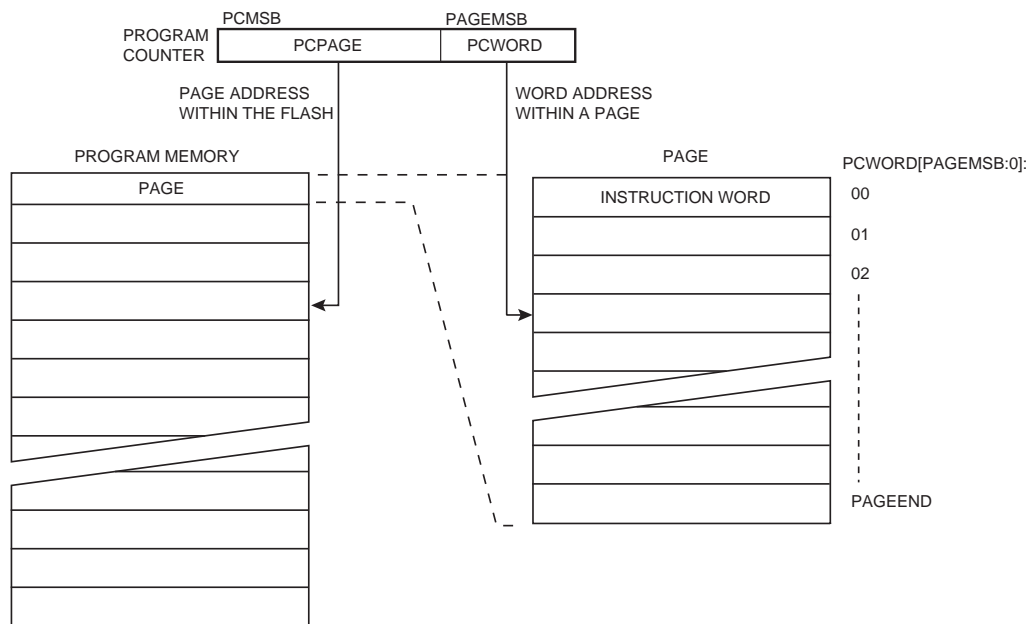 PCMSB
PAGEMSB
PROGRAM
COUNTER
PCPAGE
PCWORD
PAGE ADDRESS
WITHIN THE FLASH
WORD ADDRESS
WITHIN A PAGE
PROGRAM MEMORY
PAGE
PAGE
PCWORD[PAGEMSB:0]:
INSTRUCTION WORD
00
01
02
PAGEEND